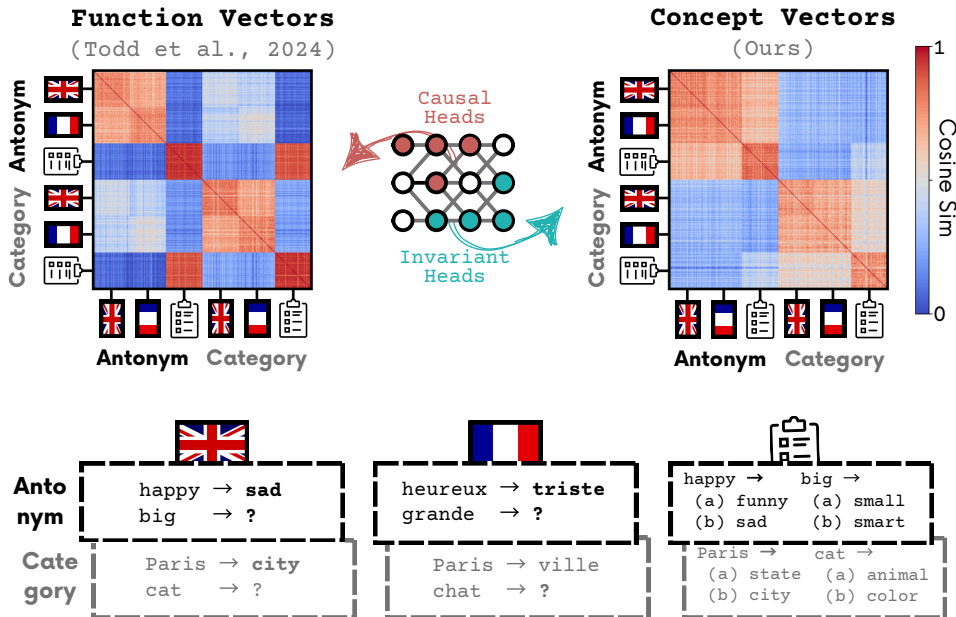 Function Vectors
(Todd et al., 2024)
Concept Vectors
(Ours)
Antonym
Category
Antonym
Category
Causal
Heads
Invariant
Heads
Antonym
Category
Antonym
Category
1
Cosine Sim
0
Anto
nym
happy → sad
big → ?
heureux → triste
grande → ?
happy →
(a) funny
(b) sad
big →
(a) small
(b) smart
Cate
gory
Paris → city
cat → ?
Paris → ville
chat → ?
Paris →
(a) state
(b) city
cat →
(a) animal
(b) color